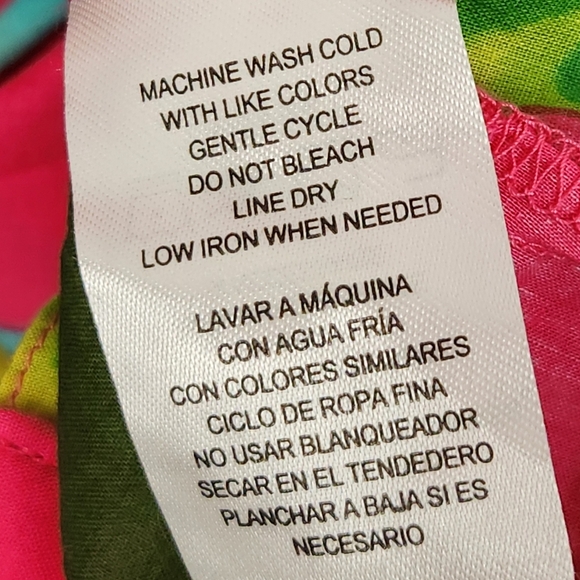 MACHINE WASH COLD
WITH LIKE COLORS
GENTLE CYCLE
DO NOT BLEACH
LINE DRY
LOW IRON WHEN NEEDED
LAVAR A MÁQUINA
CON AGUA FRÍA
CON COLORES SIMILARES
CICLO DE ROPA FINA
NO USAR BLANQUEADOR
SECAR EN EL TENDEDERO
PLANCHAR A BAJA SI ES
NECESARIO